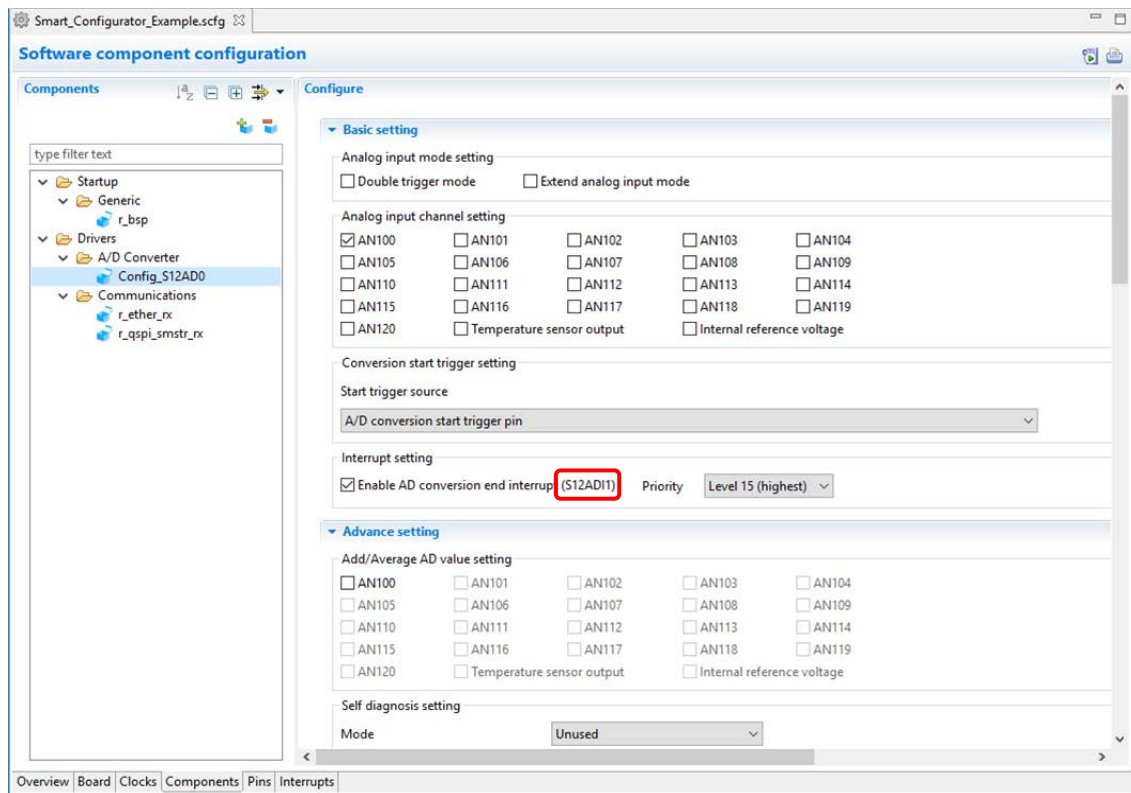 Smart_Configurator_Example.scfg
Software component configuration
Components
type filter text
Startup
Generic
r_bsp
Drivers
A/D Converter
Config_S12AD0
Communications
r_ether_rx
r_qspi_smstr_rx
Configure
Basic setting
Analog input mode setting
Double trigger mode Extend analog input mode
Analog input channel setting
AN100 AN101 AN102 AN103 AN104
AN105 AN106 AN107 AN108 AN109
AN110 AN111 AN112 AN113 AN114
AN115 AN116 AN117 AN118 AN119
AN120 Temperature sensor output Internal reference voltage
Conversion start trigger setting
Start trigger source
A/D conversion start trigger pin
Interrupt setting
Enable AD conversion end interrup (S12ADI1) Priority Level 15 (highest)
Advance setting
Add/Average AD value setting
AN100 AN101 AN102 AN103 AN104
AN105 AN106 AN107 AN108 AN109
AN110 AN111 AN112 AN113 AN114
AN115 AN116 AN117 AN118 AN119
AN120 Temperature sensor output Internal reference voltage
Self diagnosis setting
Mode Unused
Overview Board Clocks Components Pins Interrupts